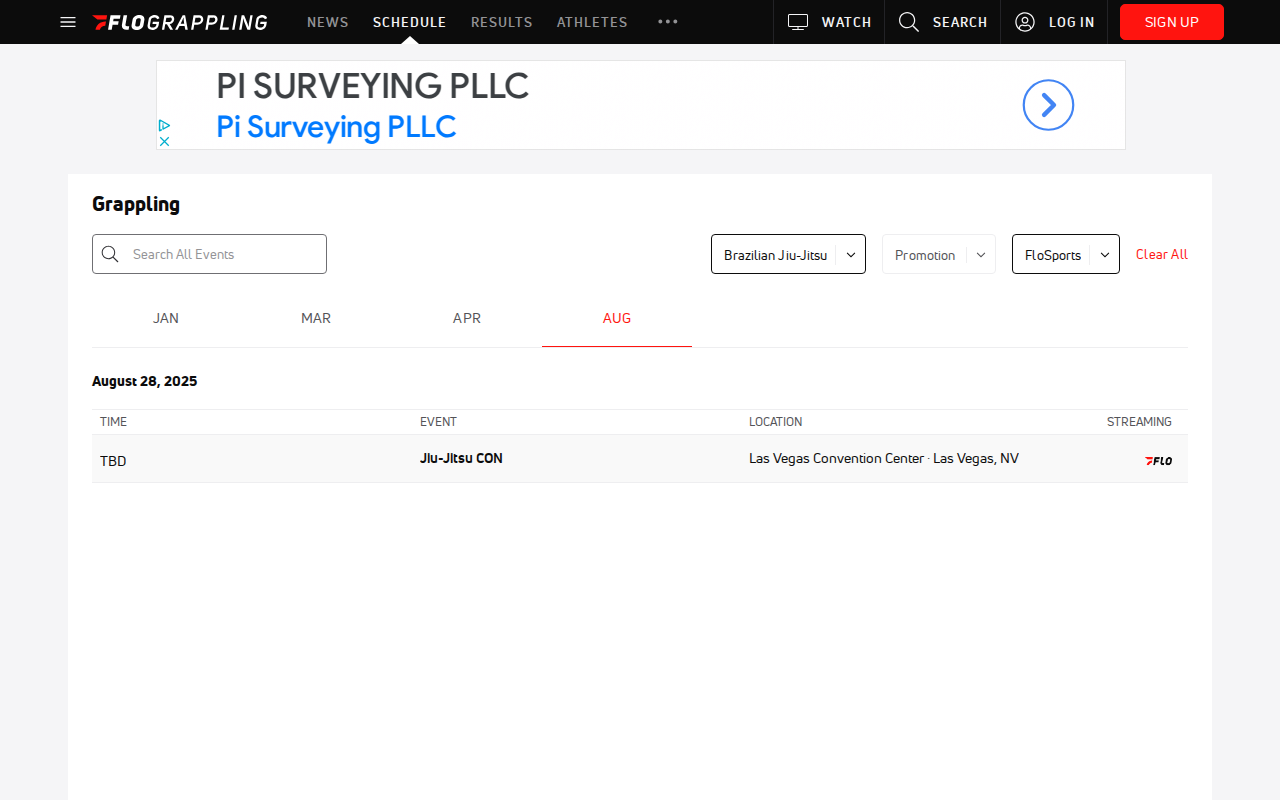 FLOGRAPPLING NEWS SCHEDULE RESULTS ATHLETES ••• WATCH SEARCH LOG IN SIGN UP
PI SURVEYING PLLC
Pi Surveying PLLC
Grappling
Search All Events Brazilian Jiu-Jitsu Promotion FloSports Clear All
JAN MAR APR AUG
August 28, 2025
TIME EVENT LOCATION STREAMING
TBD Jiu-Jitsu CON Las Vegas Convention Center · Las Vegas, NV FLO